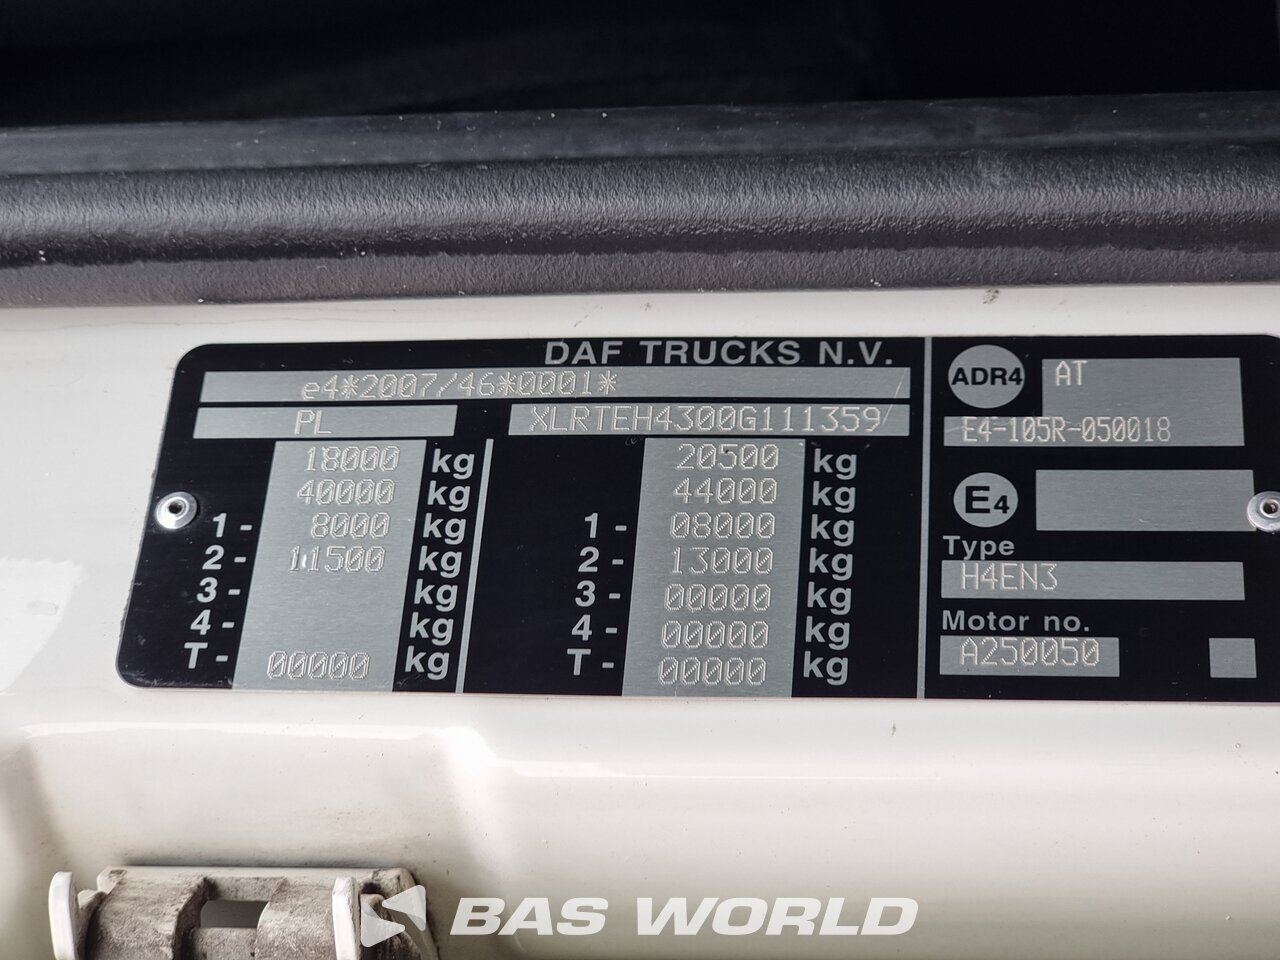 DAF TRUCKS N.V.
e4*2007/46*0001*
PL XLRTEH4300G111359
18000 kg 20500 kg
40000 kg 44000 kg
1- 8000 kg 1- 08000 kg
2- 11500 kg 2- 13000 kg
3- kg 3- 00000 kg
4- kg 4- 00000 kg
T- 00000 kg T- 00000 kg
ADR4 AT
E4-105R-050018
E4
Type
H4EN3
Motor no.
A250050
BAS WORLD